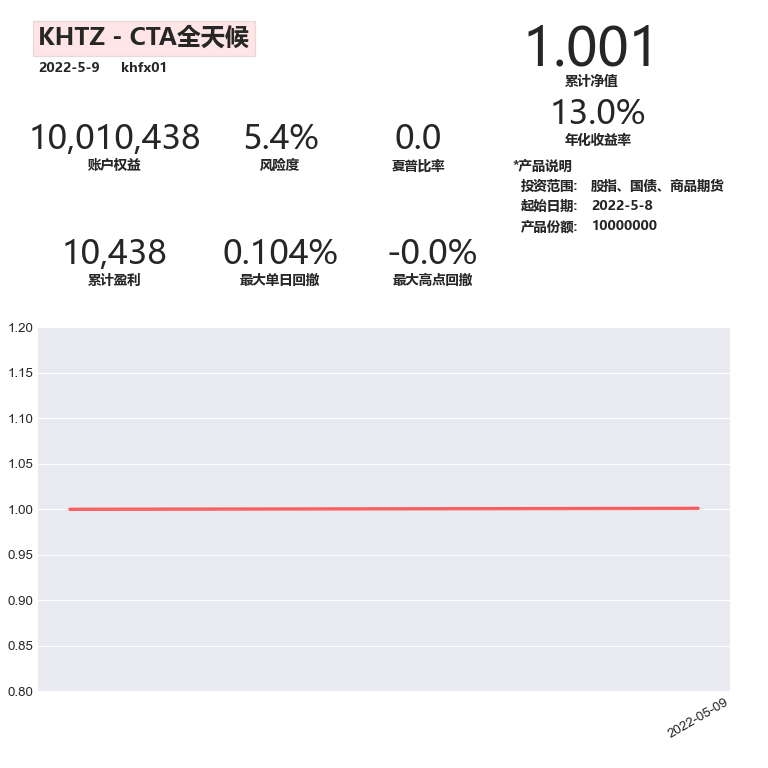 KHTZ - CTA全天候
2022-5-9 khfx01
1.001
累计净值
13.0%
年化收益率
10,010,438
账户权益
5.4%
风险度
0.0
夏普比率
*产品说明
投资范围: 股指、国债、商品期货
起始日期: 2022-5-8
产品份额: 10000000
10,438
累计盈利
0.104%
最大单日回撤
-0.0%
最大高点回撤
1.20
1.15
1.10
1.05
1.00
0.95
0.90
0.85
0.80
2022-05-09